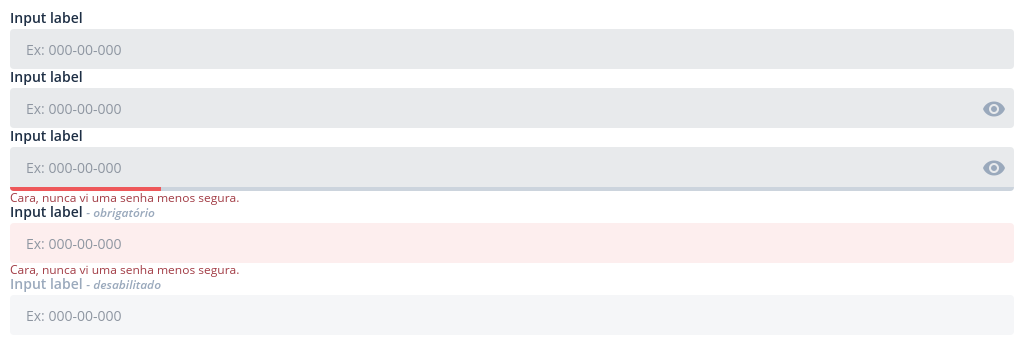 Input label
Ex: 000-00-000
Input label
Ex: 000-00-000
Input label
Ex: 000-00-000
Cara, nunca vi uma senha menos segura.
Input label - obrigatório
Ex: 000-00-000
Cara, nunca vi uma senha menos segura.
Input label - desabilitado
Ex: 000-00-000